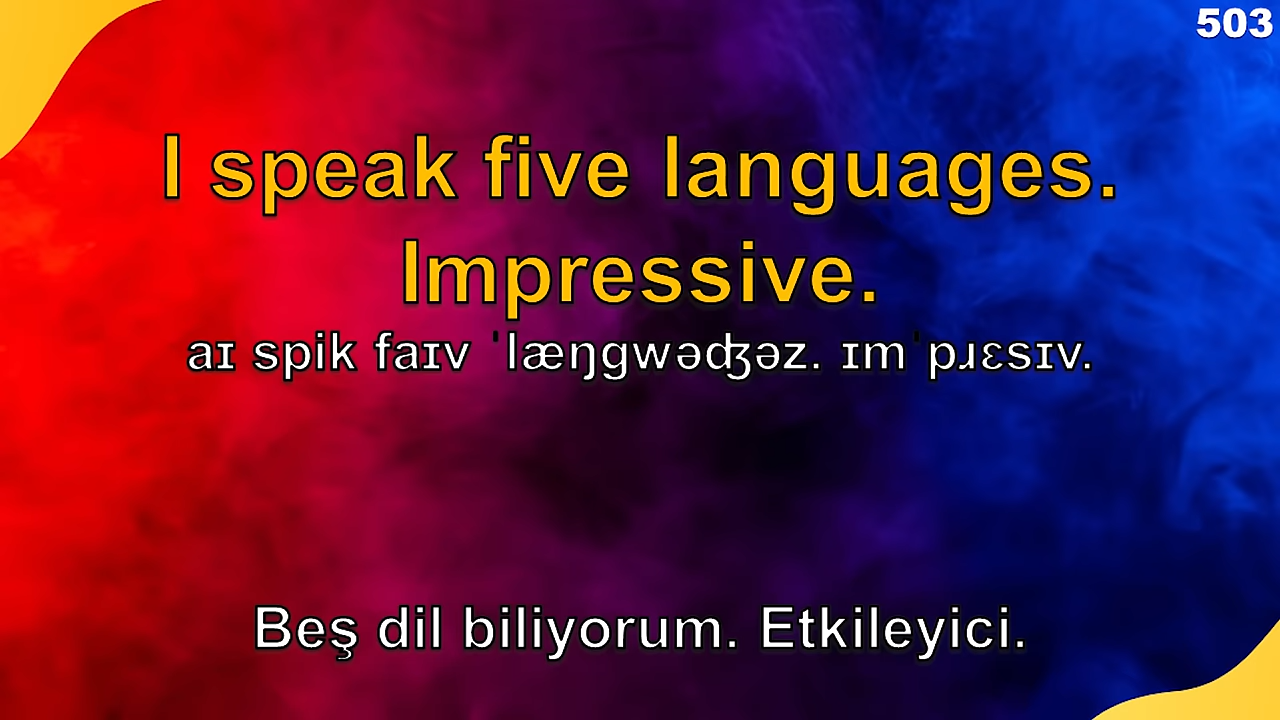 503
I speak five languages.
Impressive.
aɪ spik faɪv ˈlæŋgwəʤəz. ɪmˈpɹɛsɪv.
Beş dil biliyorum. Etkileyici.